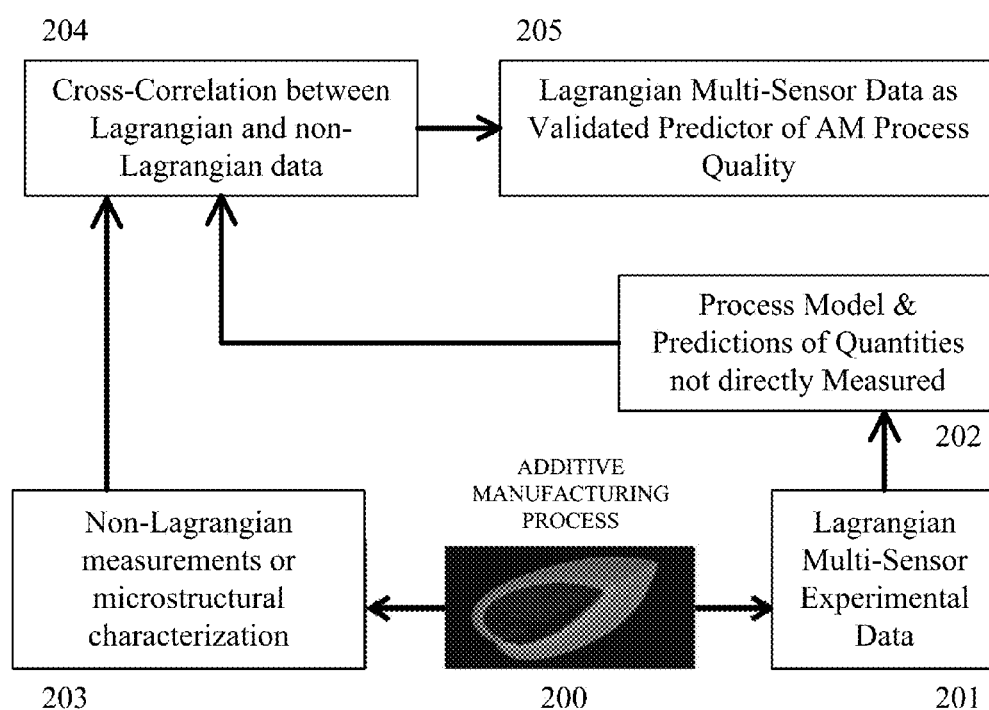 204
205
Cross-Correlation between
Lagrangian and non-
Lagrangian data
Lagrangian Multi-Sensor Data as
Validated Predictor of AM Process
Quality
Process Model &
Predictions of Quantities
not directly Measured
202
ADDITIVE
MANUFACTURING
PROCESS
Non-Lagrangian
measurements or
microstructural
characterization
Lagrangian
Multi-Sensor
Experimental
Data
203
200
201